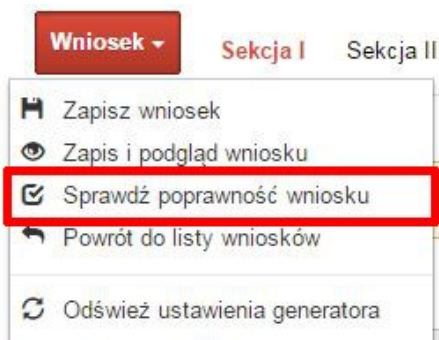 Wniosek Sekcja I Sekcja II
Zapisz wniosek
Zapis i podgląd wniosku
Sprawdź poprawność wniosku
Powrót do listy wniosków
Odśwież ustawienia generatora